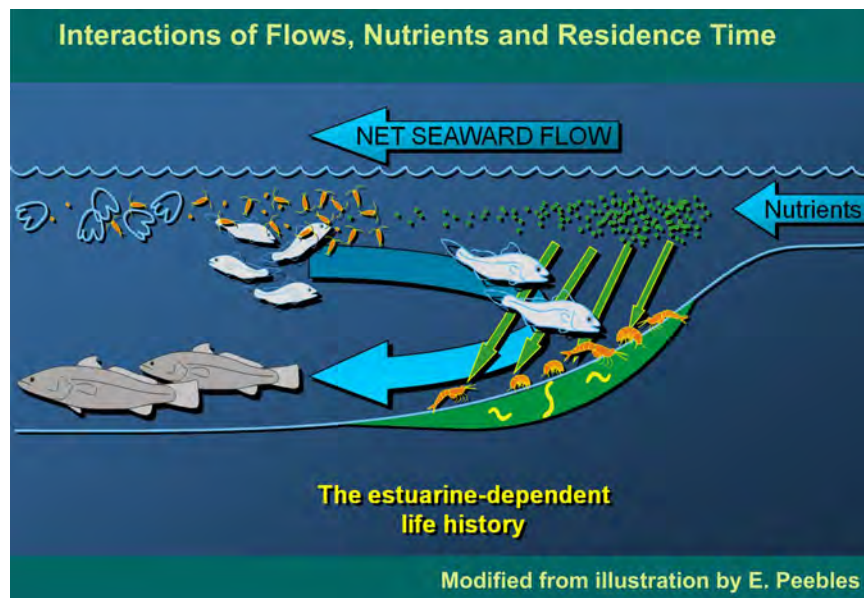 Interactions of Flows, Nutrients and Residence Time
NET SEAWARD FLOW
Nutrients
The estuarine-dependent
life history
Modified from illustration by E. Peebles